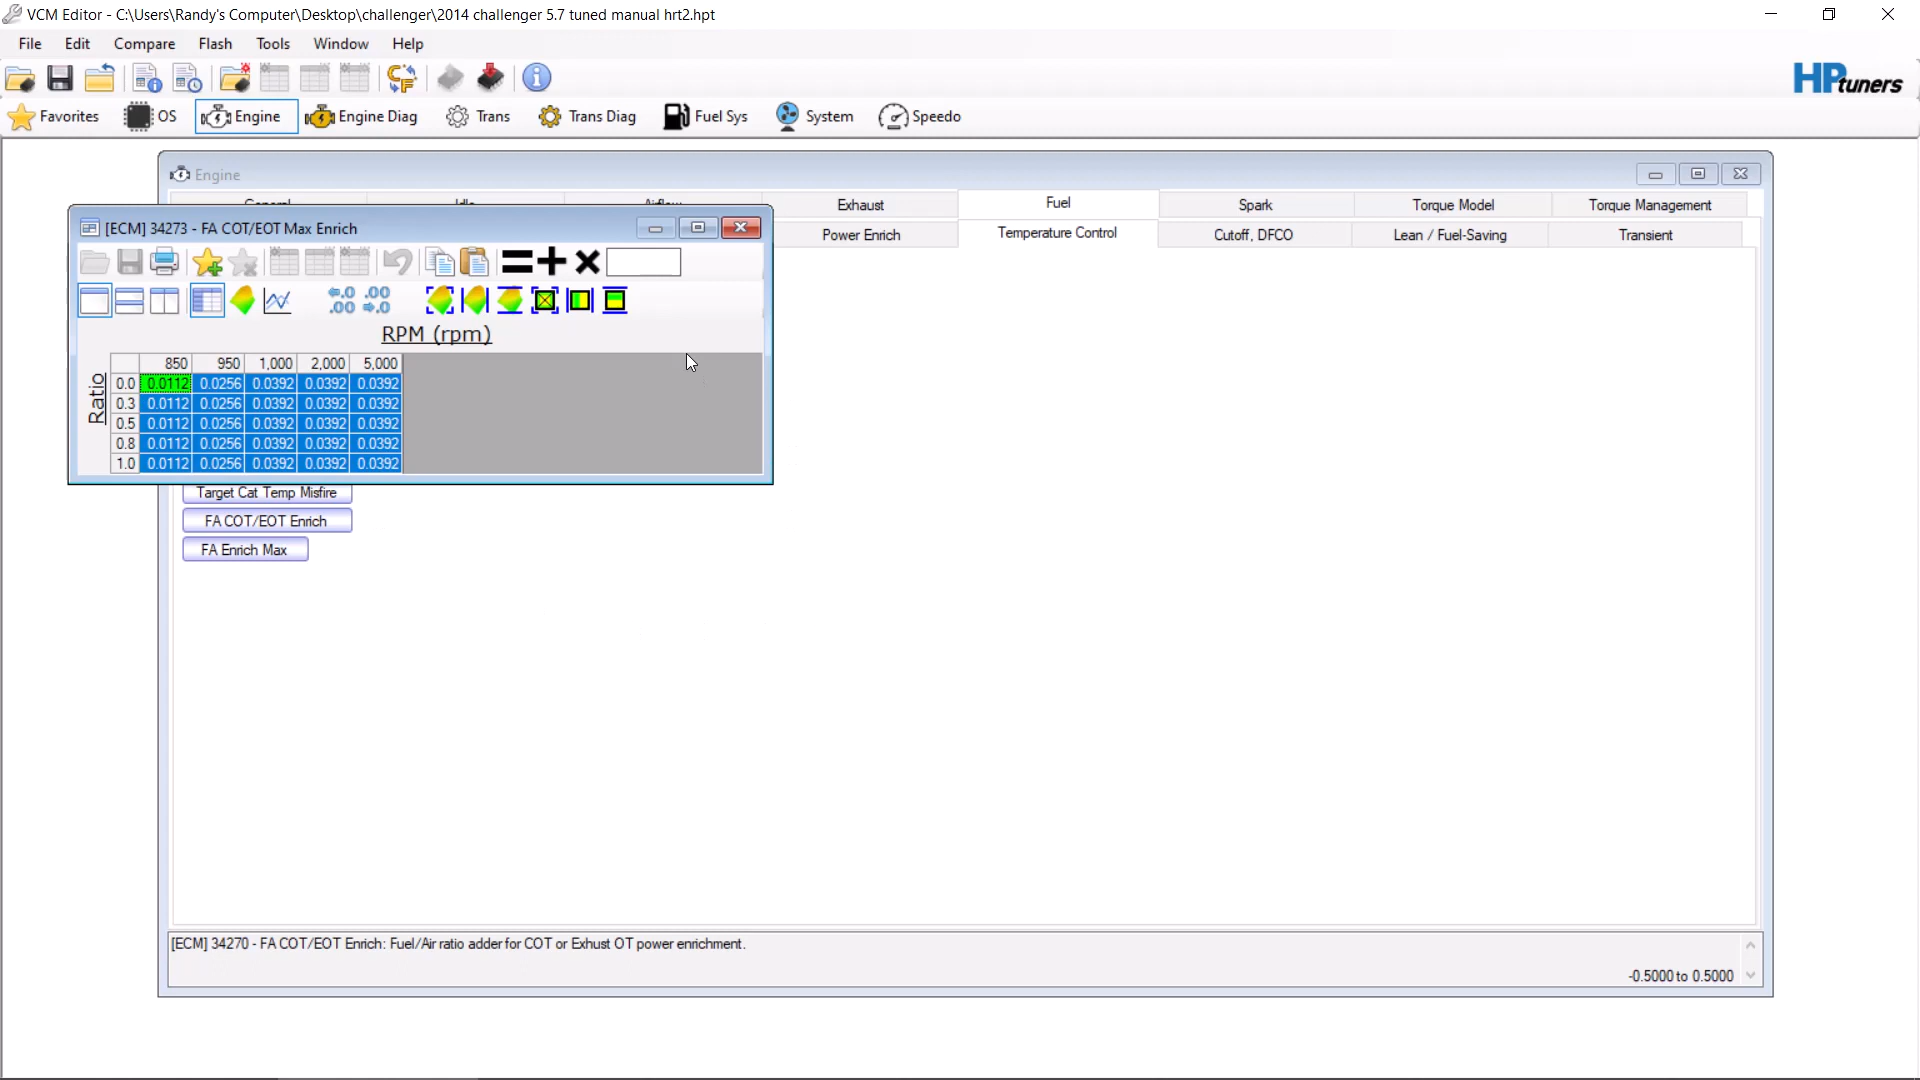 VCM Editor - C:\Users\Randy's Computer\Desktop\challenger\2014 challenger 5.7 tuned manual hrt2.hpt
File Edit Compare Flash Tools Window Help
HPtuners
Favorites OS Engine Engine Diag Trans Trans Diag Fuel Sys System Speedo
Engine
General Idle Airflow Exhaust Fuel Spark Torque Model Torque Management
Power Enrich Temperature Control Cutoff, DFCO Lean / Fuel-Saving Transient
[ECM] 34273 - FA COT/EOT Max Enrich
RPM (rpm)
Ratio
850 950 1,000 2,000 5,000
0.0 0.0112 0.0256 0.0392 0.0392 0.0392
0.3 0.0112 0.0256 0.0392 0.0392 0.0392
0.5 0.0112 0.0256 0.0392 0.0392 0.0392
0.8 0.0112 0.0256 0.0392 0.0392 0.0392
1.0 0.0112 0.0256 0.0392 0.0392 0.0392
Target Cat Temp Misfire
FA COT/EOT Enrich
FA Enrich Max
[ECM] 34270 - FA COT/EOT Enrich: Fuel/Air ratio adder for COT or Exhust OT power enrichment.
-0.5000 to 0.5000